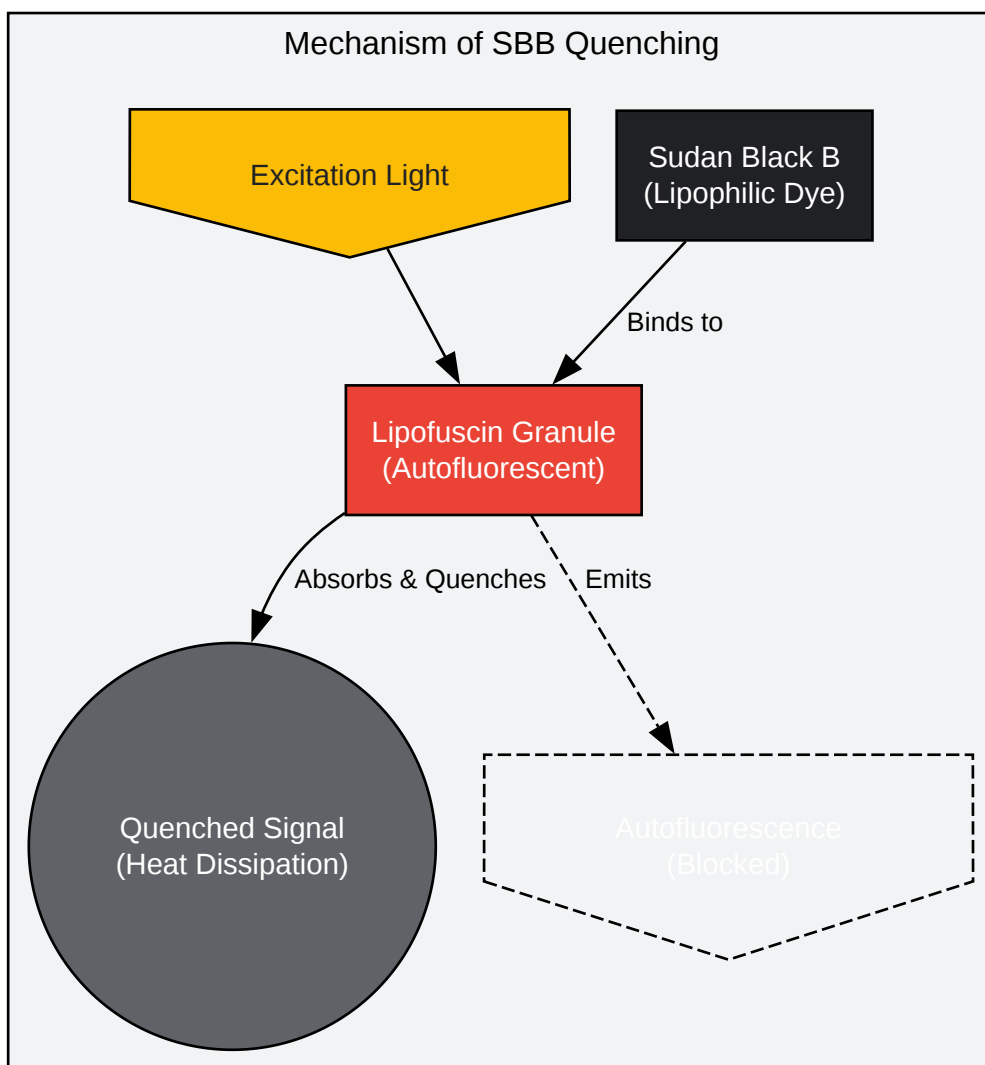 Mechanism of SBB Quenching
Excitation Light
Sudan Black B
(Lipophilic Dye)
Binds to
Lipofuscin Granule
(Autofluorescent)
Absorbs & Quenches
Emits
Quenched Signal
(Heat Dissipation)
Autofluorescence
(Blocked)